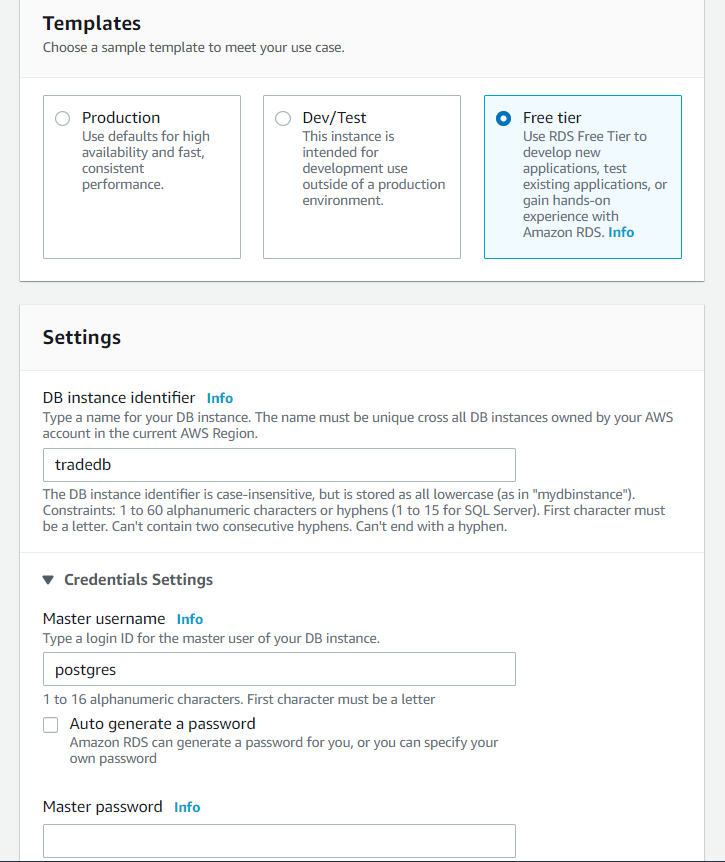 Templates
Choose a sample template to meet your use case.
Production
Use defaults for high
availability and fast,
consistent
performance.
Dev/Test
This instance is
intended for
development use
outside of a production
environment.
Free tier
Use RDS Free Tier to
develop new
applications, test
existing applications, or
gain hands-on
experience with
Amazon RDS. Info
Settings
DB instance identifier Info
Type a name for your DB instance. The name must be unique cross all DB instances owned by your AWS
account in the current AWS Region.
tradedb
The DB instance identifier is case-insensitive, but is stored as all lowercase (as in "mydbinstance").
Constraints: 1 to 60 alphanumeric characters or hyphens (1 to 15 for SQL Server). First character must
be a letter. Can't contain two consecutive hyphens. Can't end with a hyphen.
Credentials Settings
Master username Info
Type a login ID for the master user of your DB instance.
postgres
1 to 16 alphanumeric characters. First character must be a letter
Auto generate a password
Amazon RDS can generate a password for you, or you can specify your
own password
Master password Info